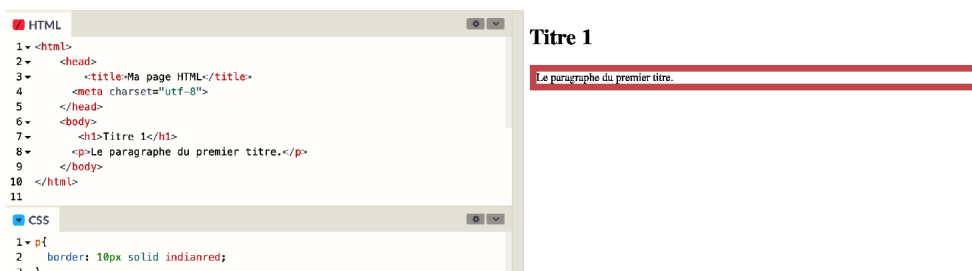 HTML
1 <html>
2 <head>
3 <title>Ma page HTML</title>
4 <meta charset="utf-8">
5 </head>
6 <body>
7 <h1>Titre 1</h1>
8 <p>Le paragraphe du premier titre.</p>
9 </body>
10 </html>
11
CSS
1 p{
2 border: 10px solid indianred;
3 }
Titre 1
Le paragraphe du premier titre.